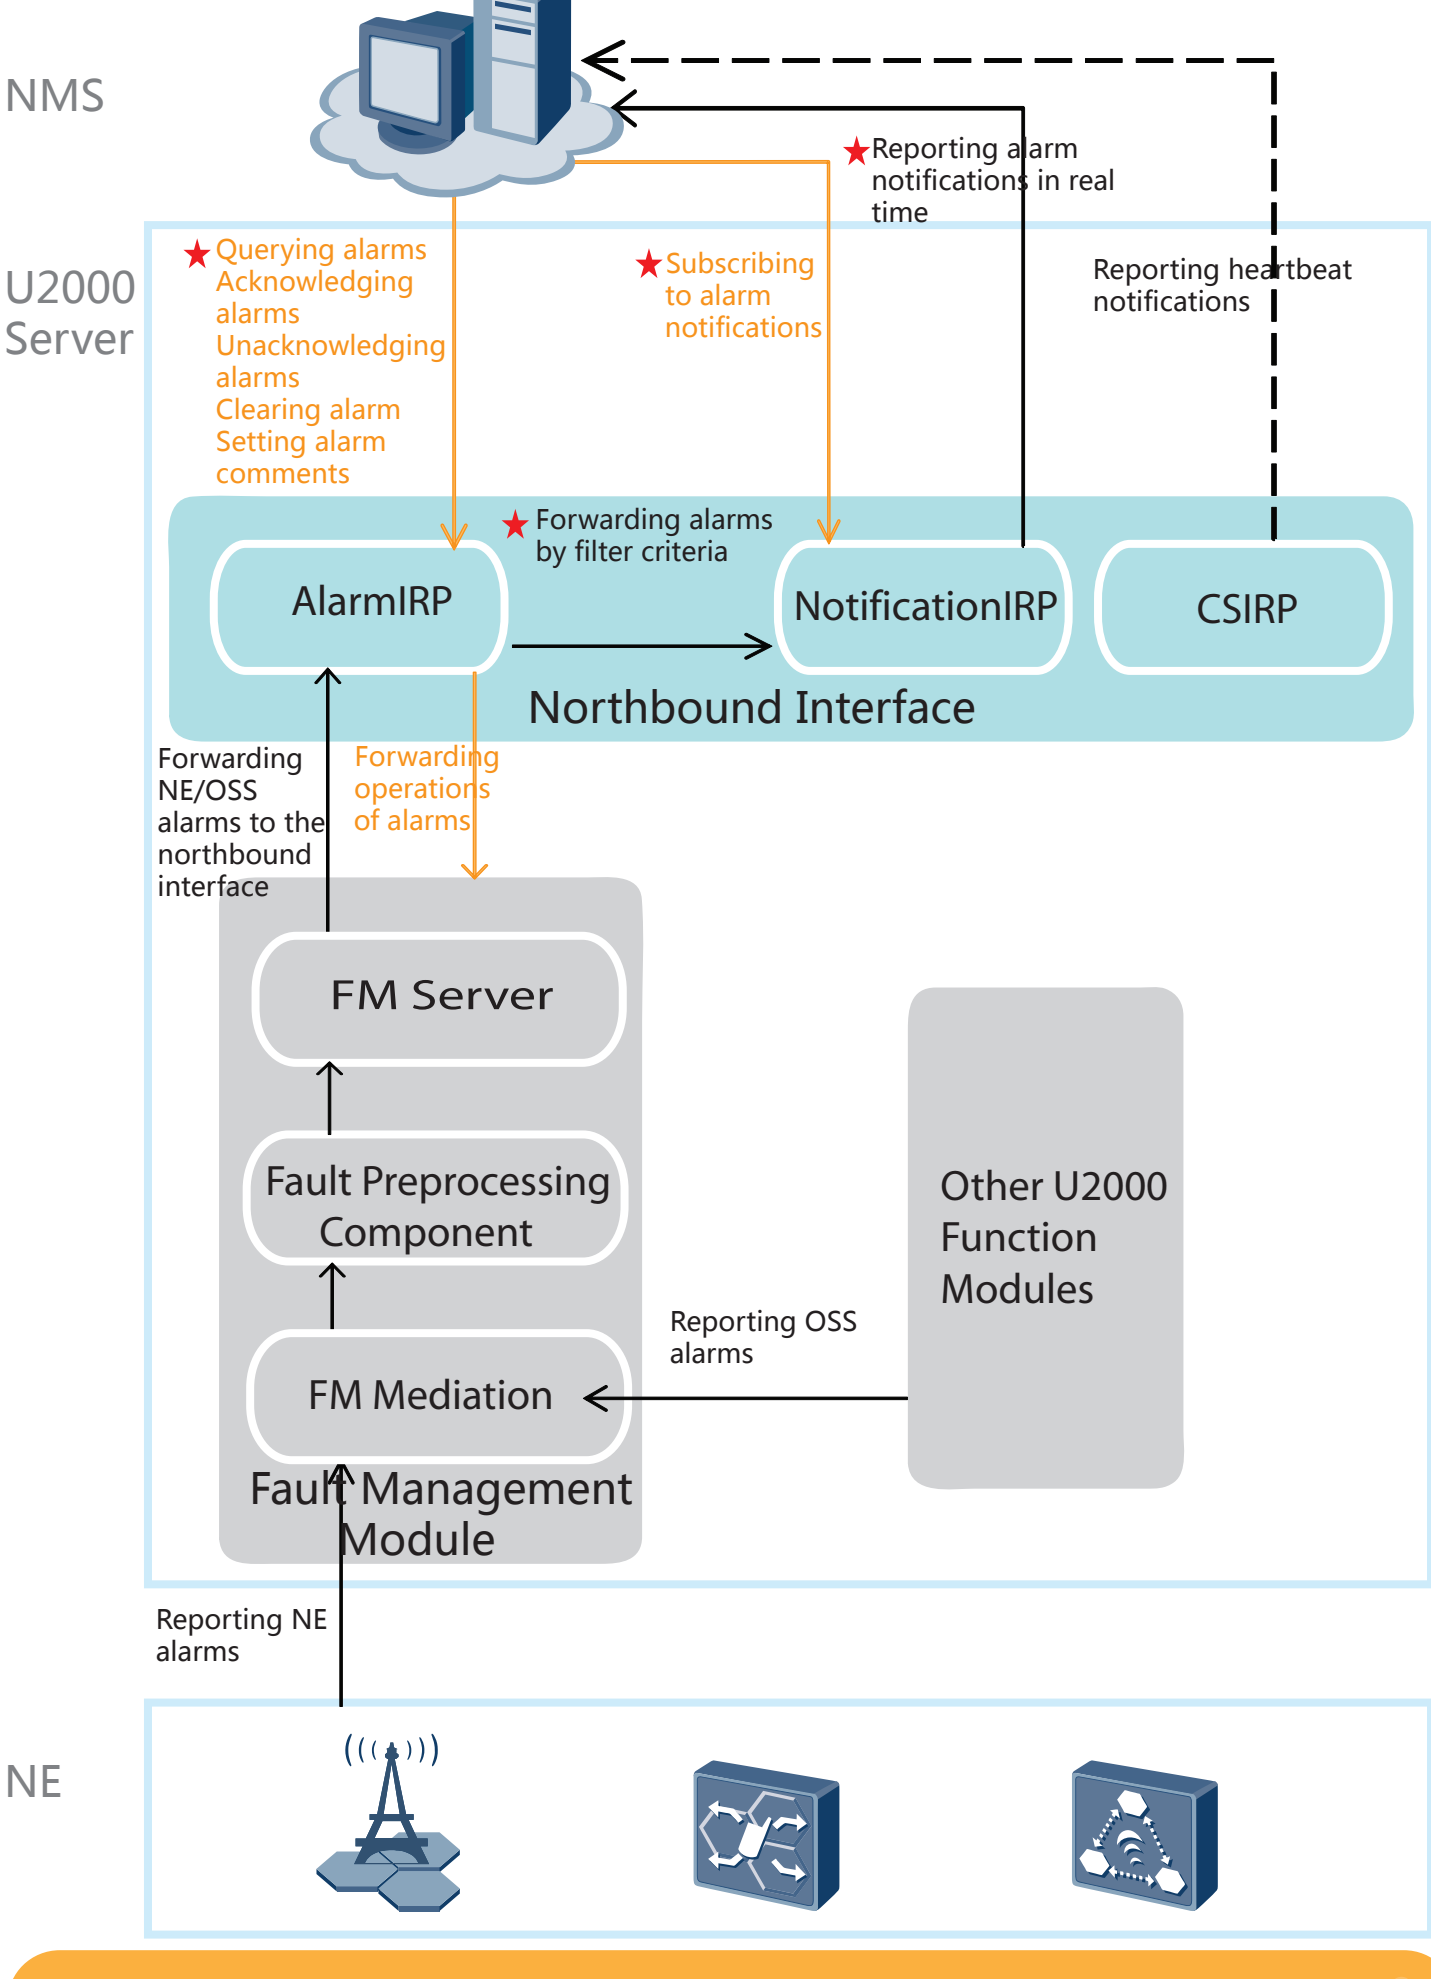 NMS
Reporting alarm
notifications in real
time
U2000
Server
Querying alarms
Acknowledging
alarms
Unacknowledging
alarms
Clearing alarm
Setting alarm
comments
Subscribing
to alarm
notifications
Reporting heartbeat
notifications
Forwarding alarms
by filter criteria
AlarmIRP
NotificationIRP
CSIRP
Northbound Interface
Forwarding
NE/OSS
alarms to the
northbound
interface
Forwarding
operations
of alarms
FM Server
Fault Preprocessing
Component
Other U2000
Function
Modules
Reporting OSS
alarms
FM Mediation
Fault Management
Module
Reporting NE
alarms
NE